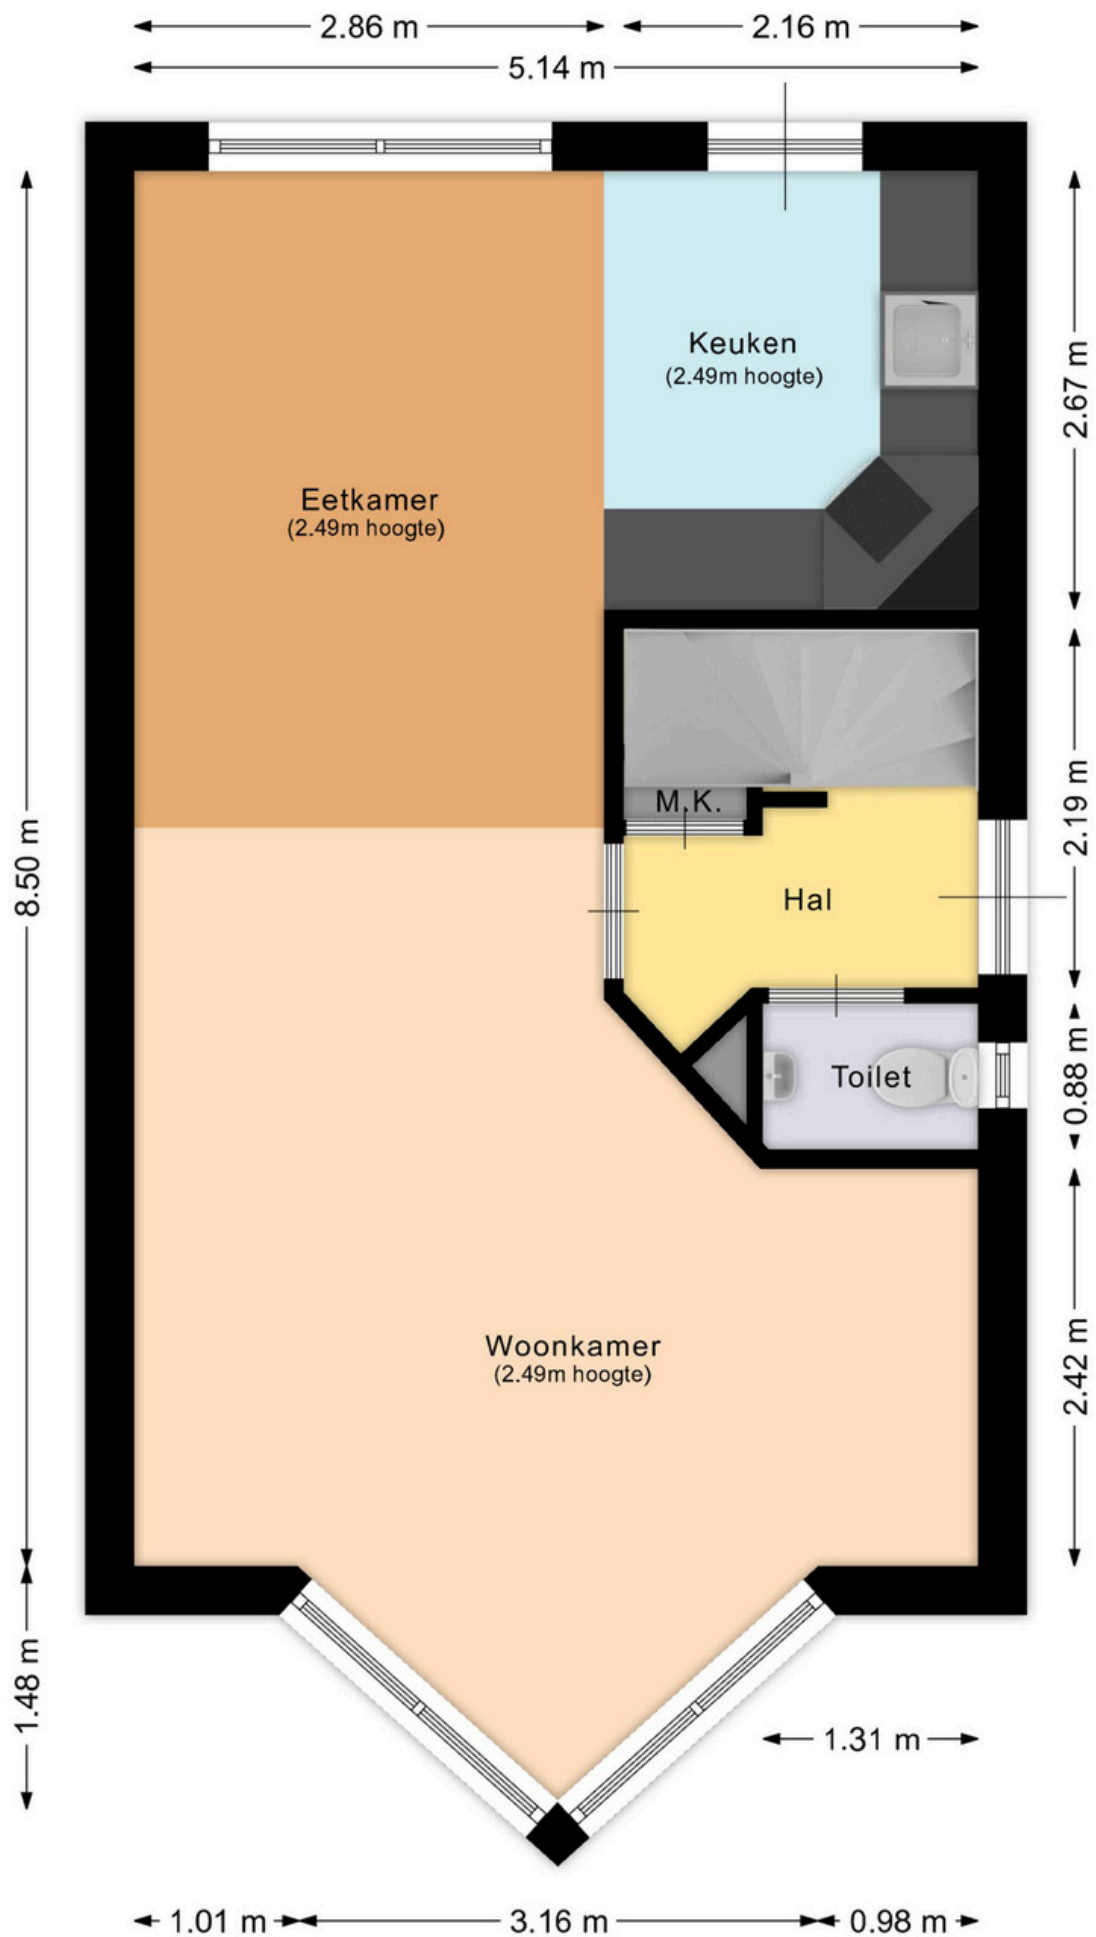 2.86 m
2.16 m
5.14 m
Keuken
(2.49m hoogte)
2.67 m
Eetkamer
(2.49m hoogte)
M.K.
2.19 m
8.50 m
Hal
Toilet
0.88 m
Woonkamer
(2.49m hoogte)
2.42 m
1.48 m
1.31 m
1.01 m
3.16 m
0.98 m